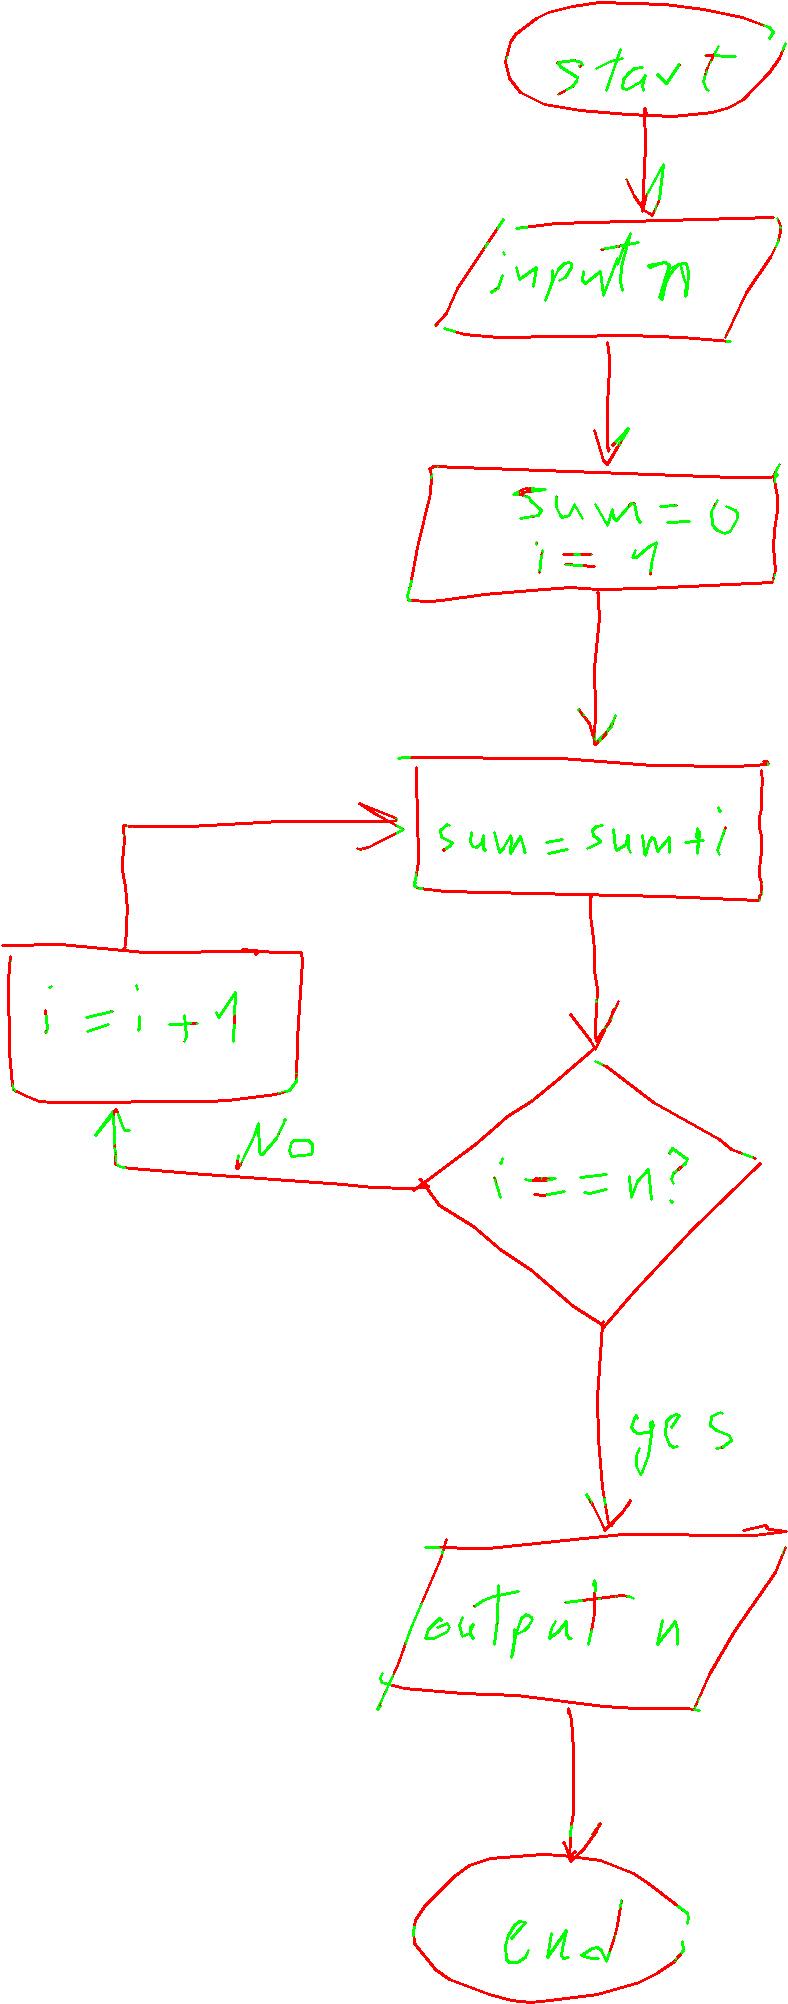 start
input n
sum = 0
i = 1
sum = sum + i
i = i + 1
No
i == n?
yes
output n
end